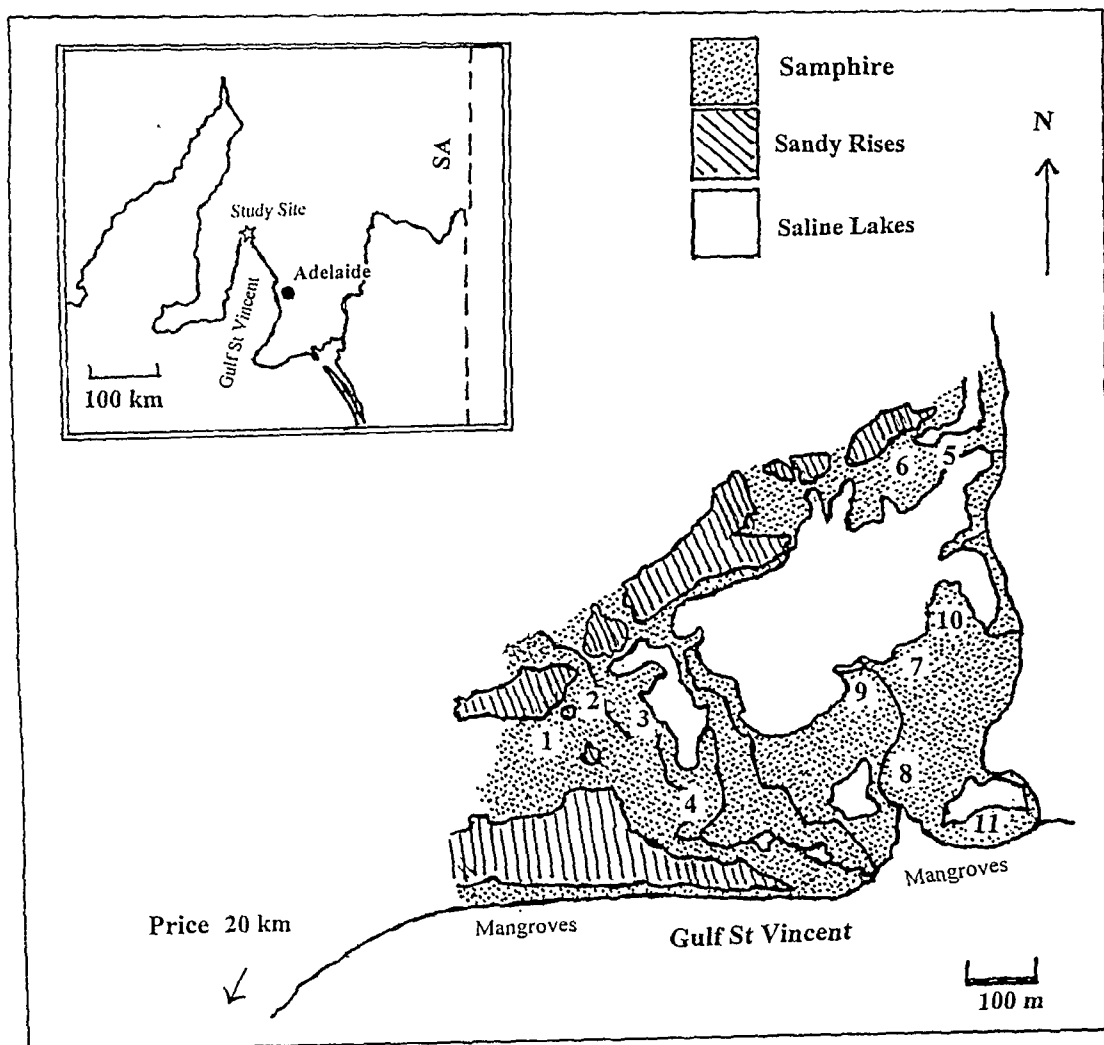 Samphire
Sandy Rises
Saline Lakes
N
SA
Study Site
Adelaide
Gulf St Vincent
100 km
6
5
10
7
2
9
3
1
8
4
11
Mangroves
Price 20 km
Mangroves
Gulf St Vincent
100 m